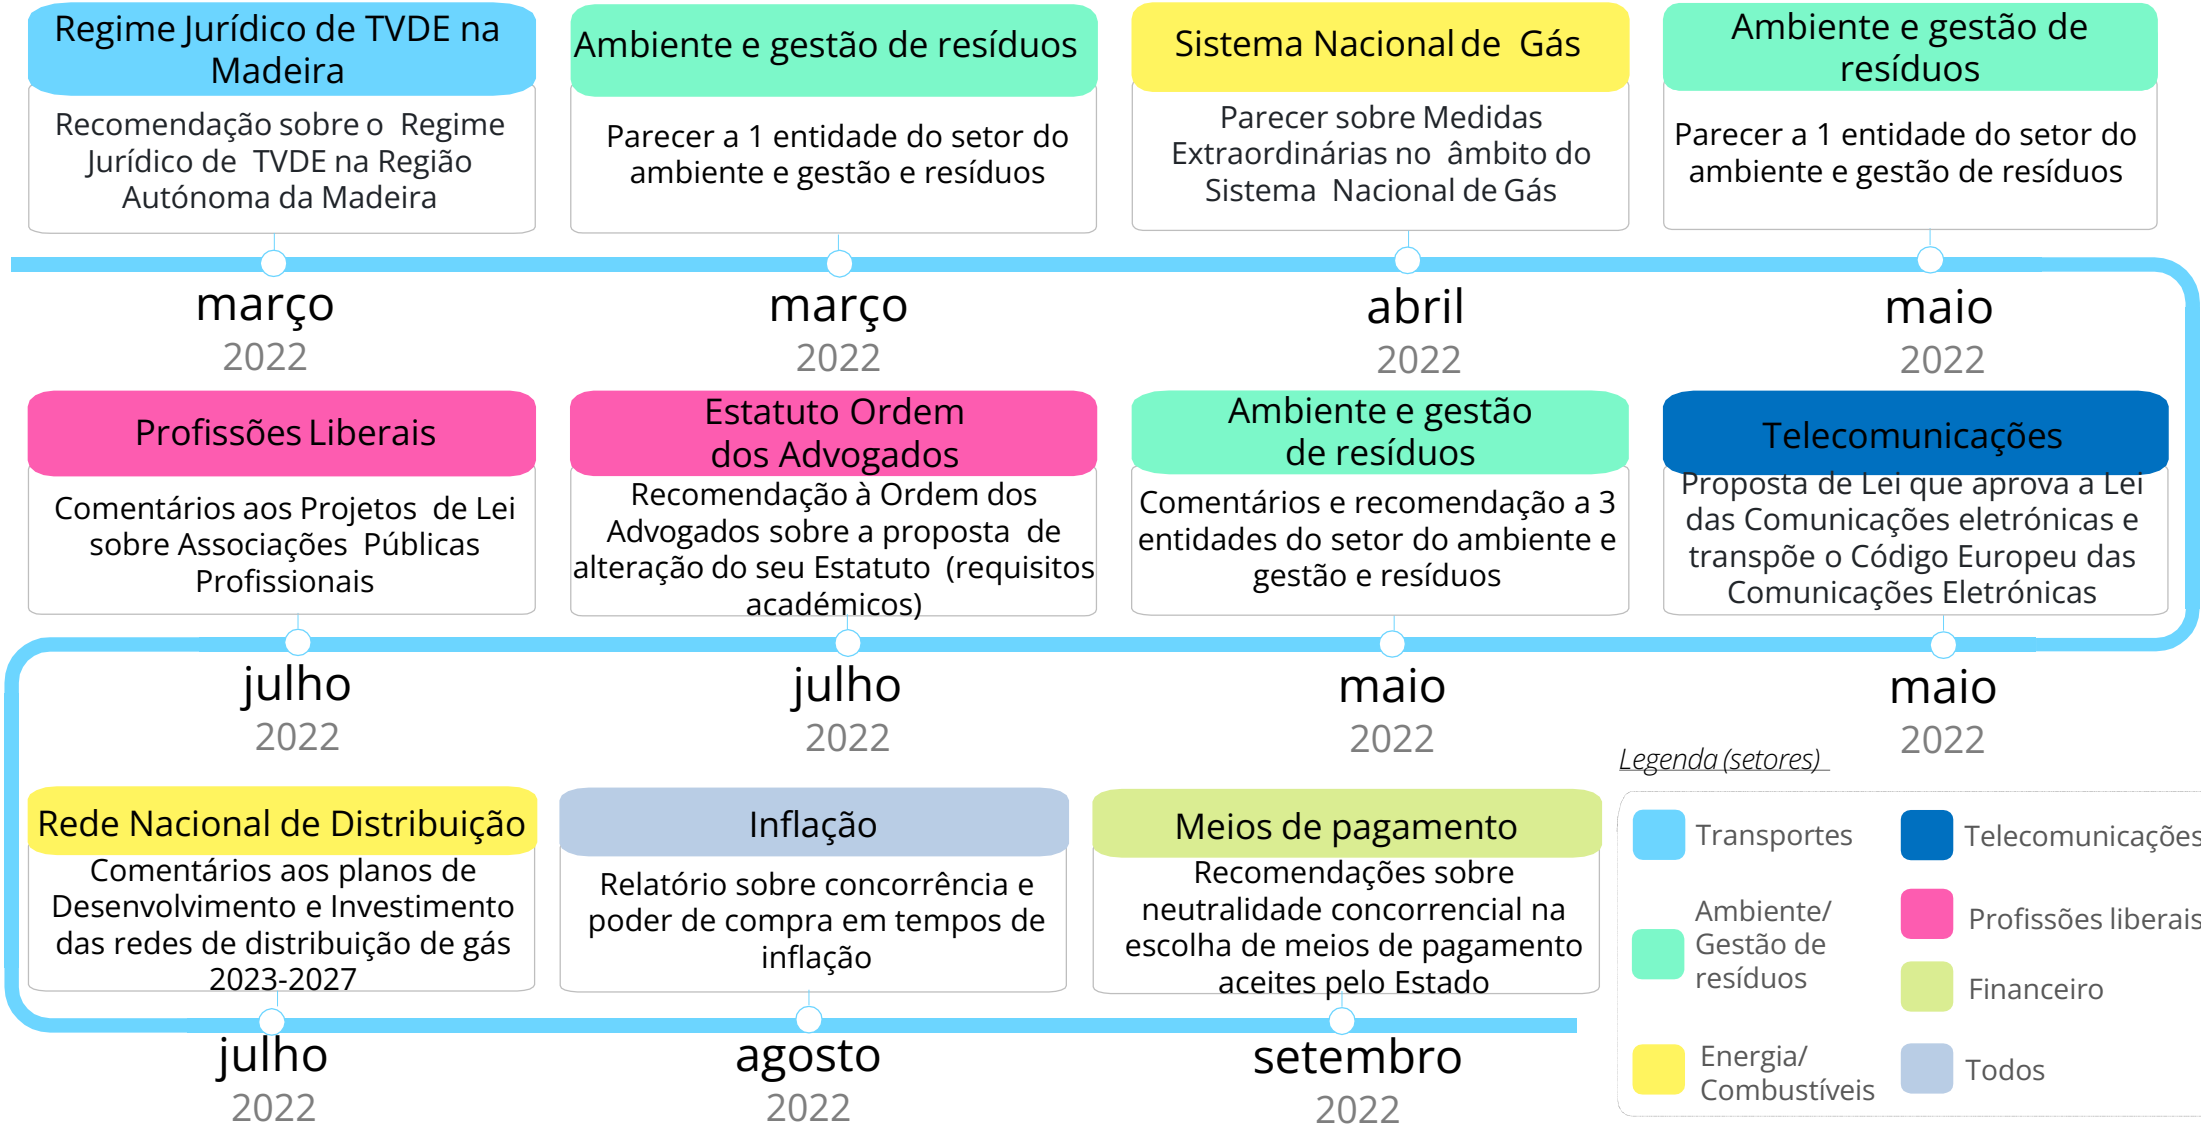 Regime Jurídico de TVDE na
Madeira
Recomendação sobre o Regime
Jurídico de TVDE na Região
Autónoma da Madeira
março
2022
Ambiente e gestão de resíduos
Parecer a 1 entidade do setor do
ambiente e gestão e resíduos
março
2022
Sistema Nacional de Gás
Parecer sobre Medidas
Extraordinárias no âmbito do
Sistema Nacional de Gás
abril
2022
Ambiente e gestão de
resíduos
Parecer a 1 entidade do setor do
ambiente e gestão de resíduos
maio
2022
Profissões Liberais
Comentários aos Projetos de Lei
sobre Associações Públicas
Profissionais
julho
2022
Estatuto Ordem
dos Advogados
Recomendação à Ordem dos
Advogados sobre a proposta de
alteração do seu Estatuto (requisitos
académicos)
julho
2022
Ambiente e gestão
de resíduos
Comentários e recomendação a 3
entidades do setor do ambiente e
gestão e resíduos
maio
2022
Telecomunicações
Proposta de Lei que aprova a Lei
das Comunicações eletrónicas e
transpõe o Código Europeu das
Comunicações Eletrónicas
maio
2022
Rede Nacional de Distribuição
Comentários aos planos de
Desenvolvimento e Investimento
das redes de distribuição de gás
2023-2027
julho
2022
Inflação
Relatório sobre concorrência e
poder de compra em tempos de
inflação
agosto
2022
Meios de pagamento
Recomendações sobre
neutralidade concorrencial na
escolha de meios de pagamento
aceites pelo Estado
setembro
2022
Legenda (setores)
Transportes
Ambiente/
Gestão de
resíduos
Energia/
Combustíveis
Telecomunicações
Profissões liberais
Financeiro
Todos